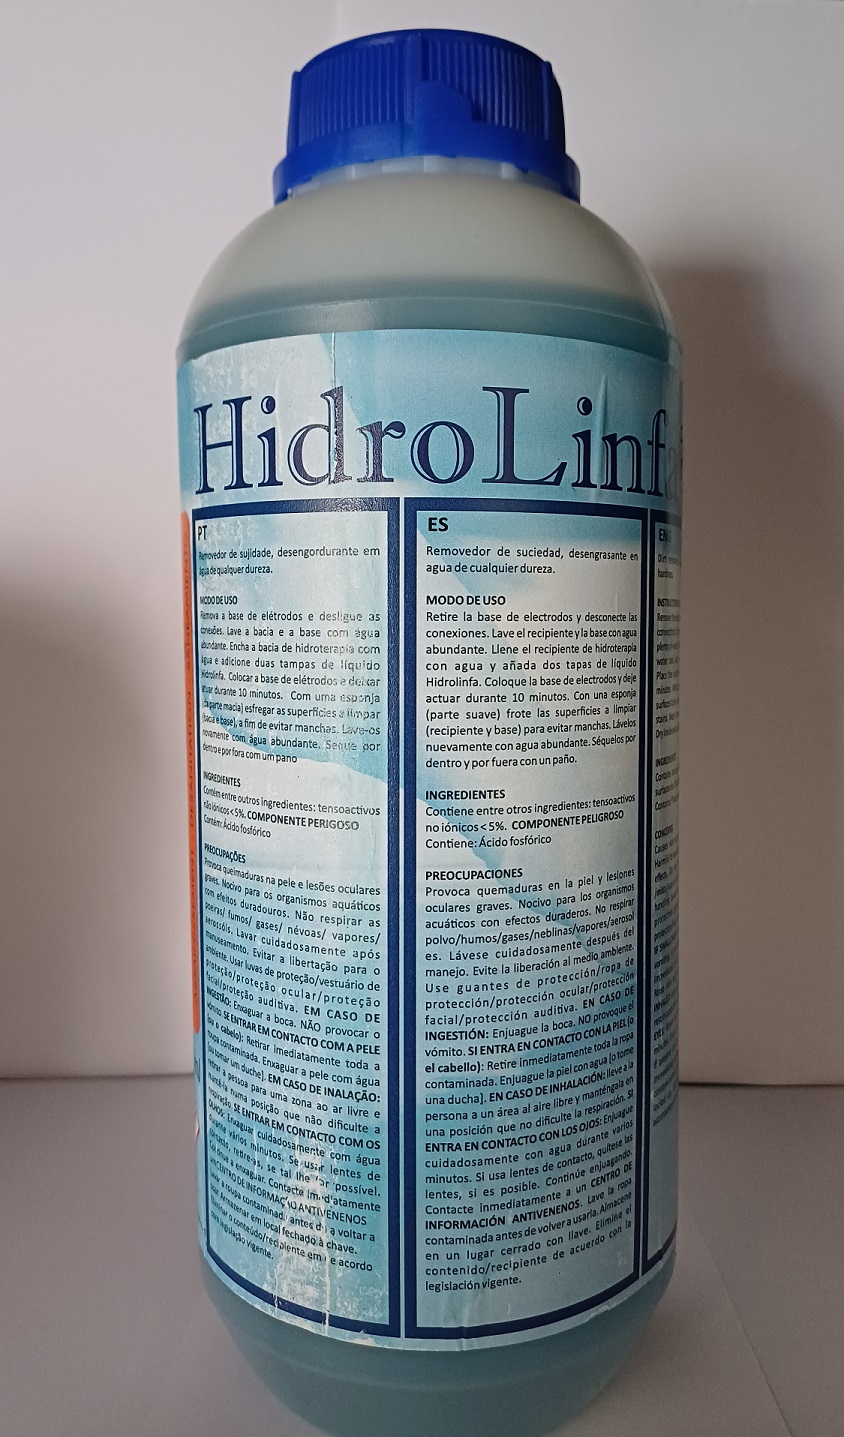 HidroLinfa
PT
Removedor de sujidade, desengordurante em
água de qualquer dureza.
MODO DE USO
Remova a base de elétrodos e desligue as
conexões. Lave a bacia e a base com água
abundante. Encha a bacia de hidroterapia com
água e adicione duas tampas de líquido
Hidrolinfa. Colocar a base de elétrodos e deixar
atuar durante 10 minutos. Com uma esponja
(da parte macia) esfregar as superfícies a limpar
(bacia e base), a fim de evitar manchas. Lave-os
novamente com água abundante. Seque por
dentro e por fora com um pano
INGREDIENTES
Contém entre outros ingredientes: tensoactivos
não iónicos < 5%. COMPONENTE PERIGOSO
Contém: Ácido fosfórico
PREOCUPAÇÕES
Provoca queimaduras na pele e lesões oculares
graves. Nocivo para os organismos aquáticos
com efeitos duradouros. Não respirar as
poeiras/ fumos/ gases/ névoas/ vapores/
aerossóis. Lavar cuidadosamente após
manuseamento. Evitar a libertação para o
ambiente. Usar luvas de proteção/vestuário de
proteção/proteção ocular/proteção
facial/proteção auditiva. EM CASO DE
INGESTÃO: Enxaguar a boca. NÃO provocar o
vómito. SE ENTRAR EM CONTACTO COM A PELE
(ou o cabelo): Retirar imediatamente toda a
roupa contaminada. Enxaguar a pele com água
[ou tomar um duche]. EM CASO DE INALAÇÃO:
retirar a pessoa para uma zona ao ar livre e
mantê-la numa posição que não dificulte a
respiração. SE ENTRAR EM CONTACTO COM OS
OLHOS: Enxaguar cuidadosamente com água
durante vários minutos. Se usar lentes de
contacto, retire-as, se tal lhe for possível.
Continue a enxaguar. Contacte imediatamente
um CENTRO DE INFORMAÇÃO ANTIVENENOS
Lavar a roupa contaminada antes de a voltar a
usar. Armazenar em local fechado à chave.
Eliminar o conteúdo/recipiente em e acordo
com legislação vigente.
ES
Removedor de suciedad, desengrasante en
agua de cualquier dureza.
MODO DE USO
Retire la base de electrodos y desconecte las
conexiones. Lave el recipiente y la base con agua
abundante. Llene el recipiente de hidroterapia
con agua y añada dos tapas de líquido
Hidrolinfa. Coloque la base de electrodos y deje
actuar durante 10 minutos. Con una esponja
(parte suave) frote las superficies a limpiar
(recipiente y base) para evitar manchas. Lávelos
nuevamente con agua abundante. Séquelos por
dentro y por fuera con un paño.
INGREDIENTES
Contiene entre otros ingredientes: tensoactivos
no iónicos < 5%. COMPONENTE PELIGROSO
Contiene: Ácido fosfórico
PREOCUPACIONES
Provoca quemaduras en la piel y lesiones
oculares graves. Nocivo para los organismos
acuáticos con efectos duraderos. No respirar
polvo/humos/gases/neblinas/vapores/aerosol
es. Lávese cuidadosamente después del
manejo. Evite la liberación al medio ambiente.
Use guantes de protección/ropa de
protección/protección ocular/protección
facial/protección auditiva. EN CASO DE
INGESTIÓN: Enjuague la boca. NO provoque el
vómito. SI ENTRA EN CONTACTO CON LA PIEL (o
el cabello): Retire inmediatamente toda la ropa
contaminada. Enjuague la piel con agua [o tome
una ducha]. EN CASO DE INHALACIÓN: lleve a la
persona a un área al aire libre y manténgala en
una posición que no dificulte la respiración. SI
ENTRA EN CONTACTO CON LOS OJOS: Enjuague
cuidadosamente con agua durante varios
minutos. Si usa lentes de contacto, quítese las
lentes, si es posible. Continúe enjuagando.
Contacte inmediatamente a un CENTRO DE
INFORMACIÓN ANTIVENENOS. Lave la ropa
contaminada antes de volver a usarla. Almacene
en un lugar cerrado con llave. Elimine el
contenido/recipiente de acuerdo con la
legislación vigente.